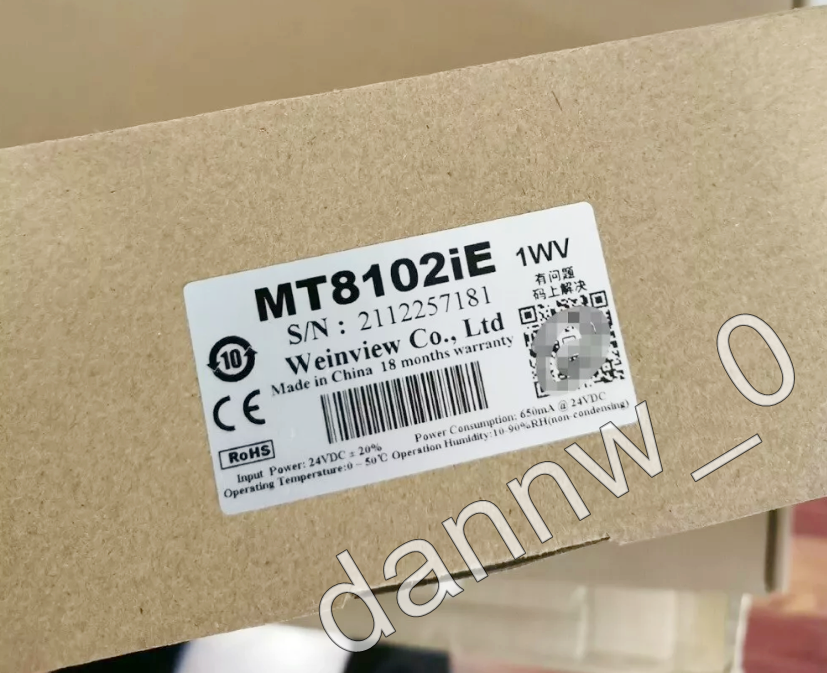 MT8102iE 1WV
有问题
码上解决
S/N : 2112257181
Weinview Co., Ltd
Made in China 18 months warranty
10
CE
RoHS
Input Power: 24VDC ± 20% Power Consumption: 650mA @ 24VDC
Operating Temperature:0 ~ 50℃ Operation Humidity:10-90%RH(non-condensing)
dannw_0